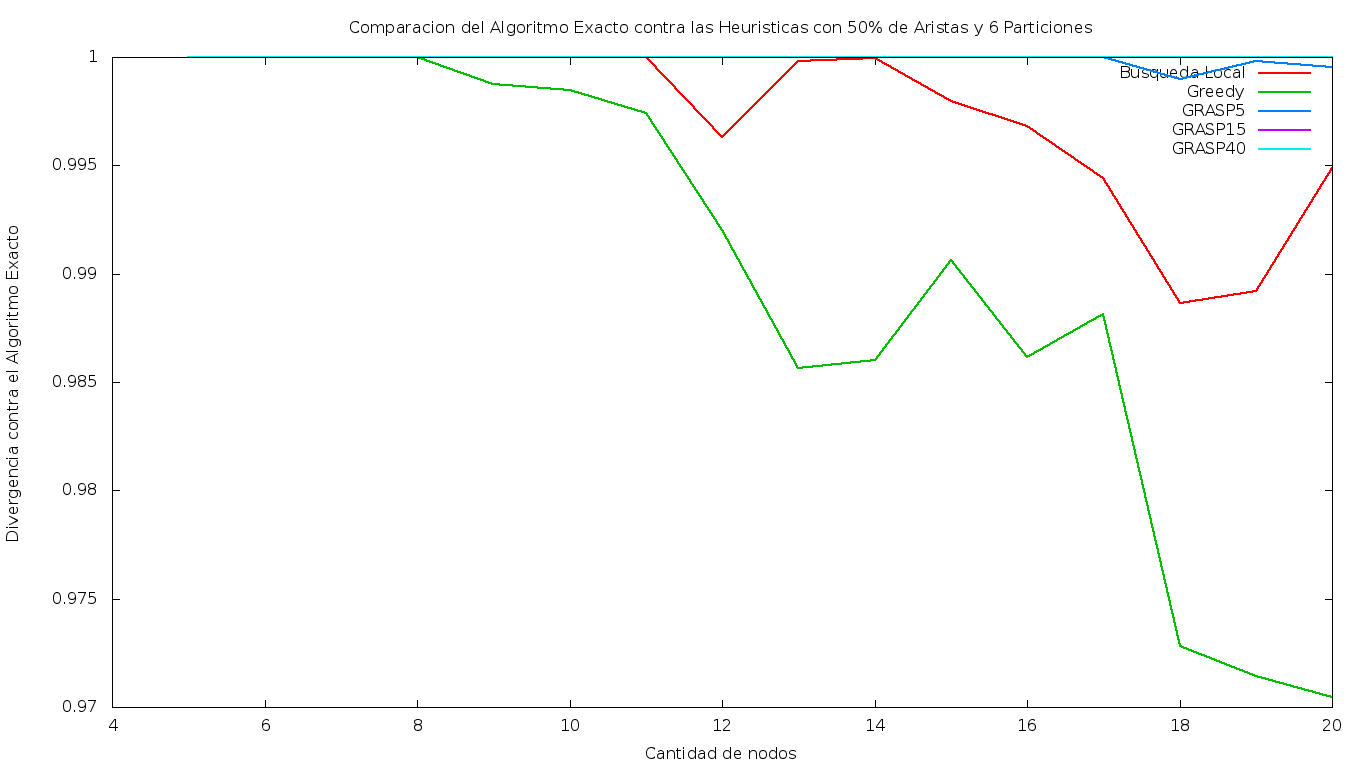 Comparacion del Algoritmo Exacto contra las Heuristicas con 50% de Aristas y 6 Particiones
1
0.995
0.99
0.985
0.98
0.975
0.97
4 6 8 10 12 14 16 18 20
Cantidad de nodos
Divergencia contra el Algoritmo Exacto
Busqueda Local
Greedy
GRASP5
GRASP15
GRASP40